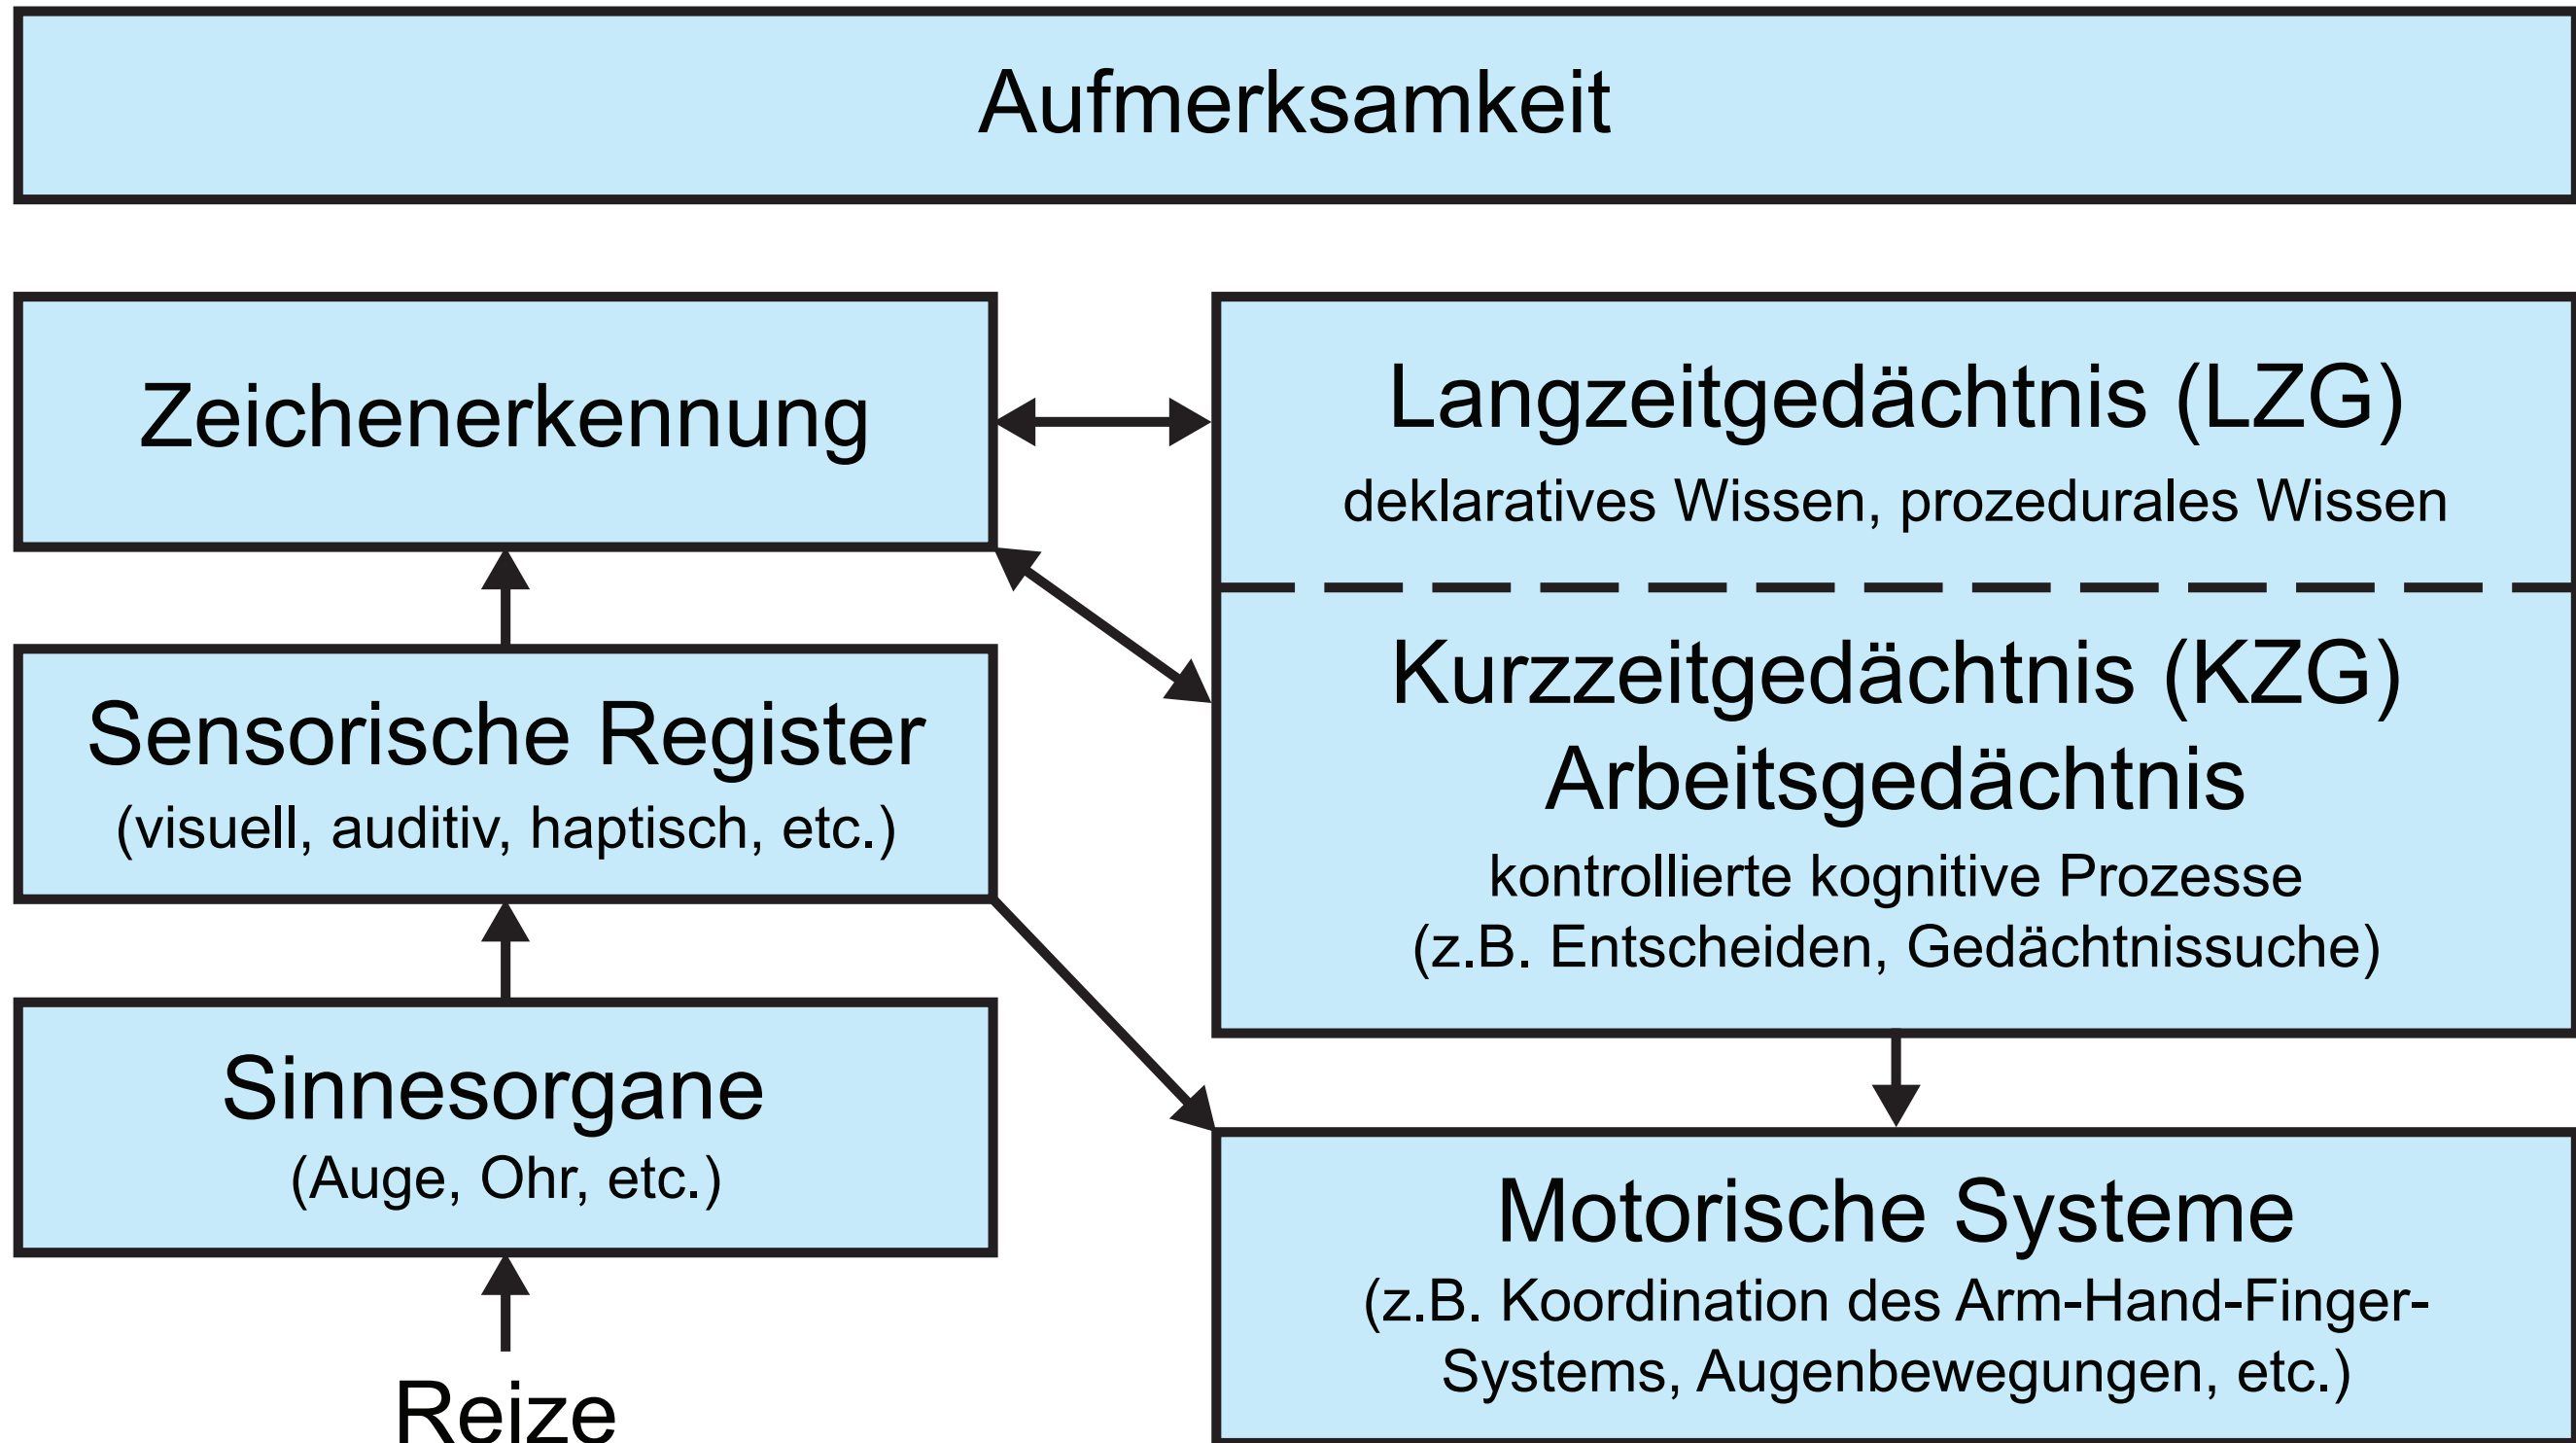 Aufmerksamkeit
Zeichenerkennung
Langzeitgedächtnis (LZG)
deklaratives Wissen, prozedurales Wissen
Kurzzeitgedächtnis (KZG)
Arbeitsgedächtnis
kontrollierte kognitive Prozesse
(z.B. Entscheiden, Gedächtnissuche)
Sensorische Register
(visuell, auditiv, haptisch, etc.)
Sinnesorgane
(Auge, Ohr, etc.)
Reize
Motorische Systeme
(z.B. Koordination des Arm-Hand-Finger-
Systems, Augenbewegungen, etc.)